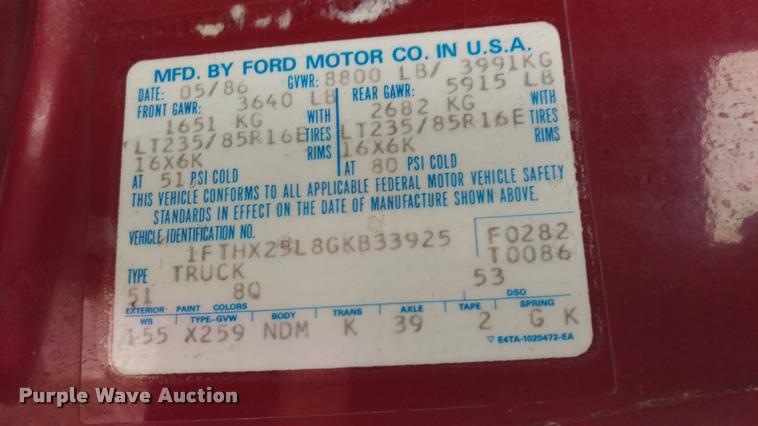 MFD. BY FORD MOTOR CO. IN U.S.A.
DATE: 05/86 GVWR: 8800 LB/ 3991KG
FRONT GAWR: 3640 LB REAR GAWR: 5915 LB
1651 KG WITH 2682 KG WITH
LT235/85R16E TIRES LT235/85R16E TIRES
16X6K RIMS 16X6K RIMS
AT 51 PSI COLD AT 80 PSI COLD
THIS VEHICLE CONFORMS TO ALL APPLICABLE FEDERAL MOTOR VEHICLE SAFETY
STANDARDS IN EFFECT ON THE DATE OF MANUFACTURE SHOWN ABOVE.
VEHICLE IDENTIFICATION NO. F0282
1FTHX25L8GKB33925 T0086
TYPE TRUCK
51 8Q 53
EXTERIOR PAINT COLORS DSO
WB TYPE-GVW BODY TRANS AXLE TAPE SPRING
155 X259 NDM K 39 2 G K
▽ E4TA-1020472-EA
Purple Wave Auction